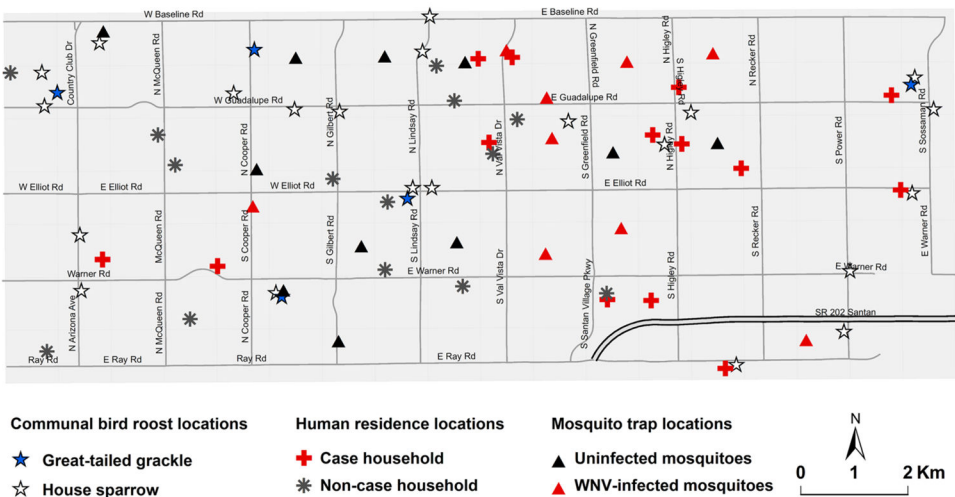 W Baseline Rd
E Baseline Rd
Country Club Dr
N McQueen Rd
N Cooper Rd
N Gilbert Rd
N Lindsay Rd
N Val Vista Dr
N Greenfield Rd
N Higley Rd
S Higley Rd
N Recker Rd
W Guadalupe Rd
E Guadalupe Rd
S Greenfield Rd
N Higley Rd
S Power Rd
S Sossaman Rd
W Elliot Rd
E Elliot Rd
W Elliot Rd
E Elliot Rd
McQueen Rd
S Cooper Rd
S Gilbert Rd
S Lindsay Rd
S Val Vista Dr
S Santan Village Pkwy
S Higley Rd
S Recker Rd
E Warner Rd
Warner Rd
E Warner Rd
E Warner Rd
N Arizona Ave
N McQueen Rd
N Cooper Rd
SR 202 Santan
Ray Rd
E Ray Rd
Ray Rd
E Ray Rd
Communal bird roost locations
Great-tailed grackle
House sparrow
Human residence locations
Case household
Non-case household
Mosquito trap locations
Uninfected mosquitoes
WNV-infected mosquitoes
N
0 1 2 Km